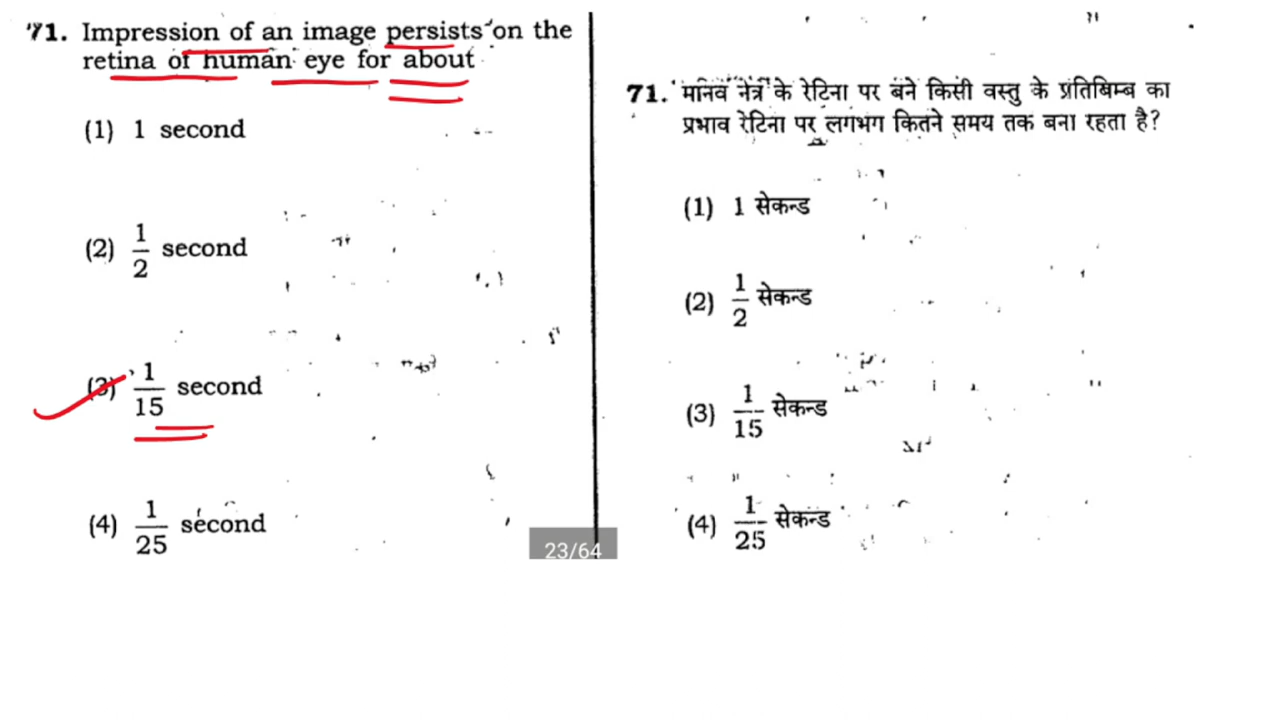 71. Impression of an image persists on the
retina of human eye for about
(1) 1 second
(2) 1/2 second
(3) 1/15 second
(4) 1/25 second
23/64
71. मानव नेत्र के रेटिना पर बने किसी वस्तु के प्रतिबिम्ब का
प्रभाव रेटिना पर लगभग कितने समय तक बना रहता है?
(1) 1 सेकन्ड
(2) 1/2 सेकन्ड
(3) 1/15 सेकन्ड
(4) 1/25 सेकन्ड